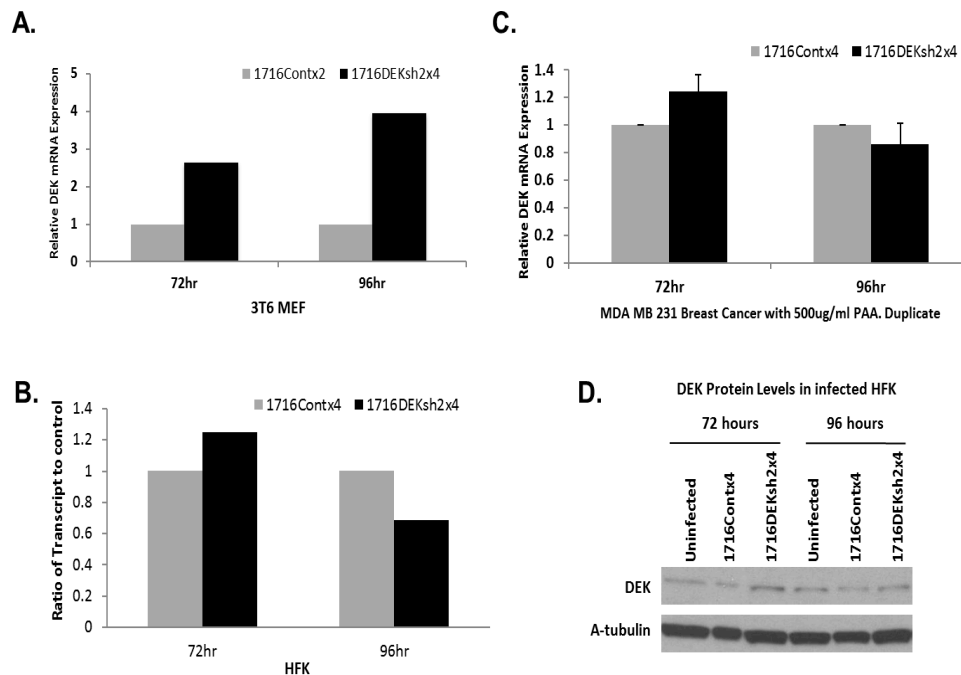 A.
1716Contx2 1716DEKsh2x4
Relative DEK mRNA Expression
5
4
3
2
1
0
72hr 96hr
3T6 MEF
B.
1716Contx4 1716DEKsh2x4
Ratio of Transcript to control
1.4
1.2
1
0.8
0.6
0.4
0.2
0
72hr 96hr
HFK
C.
1716Contx4 1716DEKsh2x4
Relative DEK mRNA Expression
1.4
1.2
1
0.8
0.6
0.4
0.2
0
72hr 96hr
MDA MB 231 Breast Cancer with 500ug/ml PAA. Duplicate
D.
DEK Protein Levels in infected HFK
72 hours 96 hours
Uninfected
1716Contx4
1716DEKsh2x4
Uninfected
1716Contx4
1716DEKsh2x4
DEK
A-tubulin